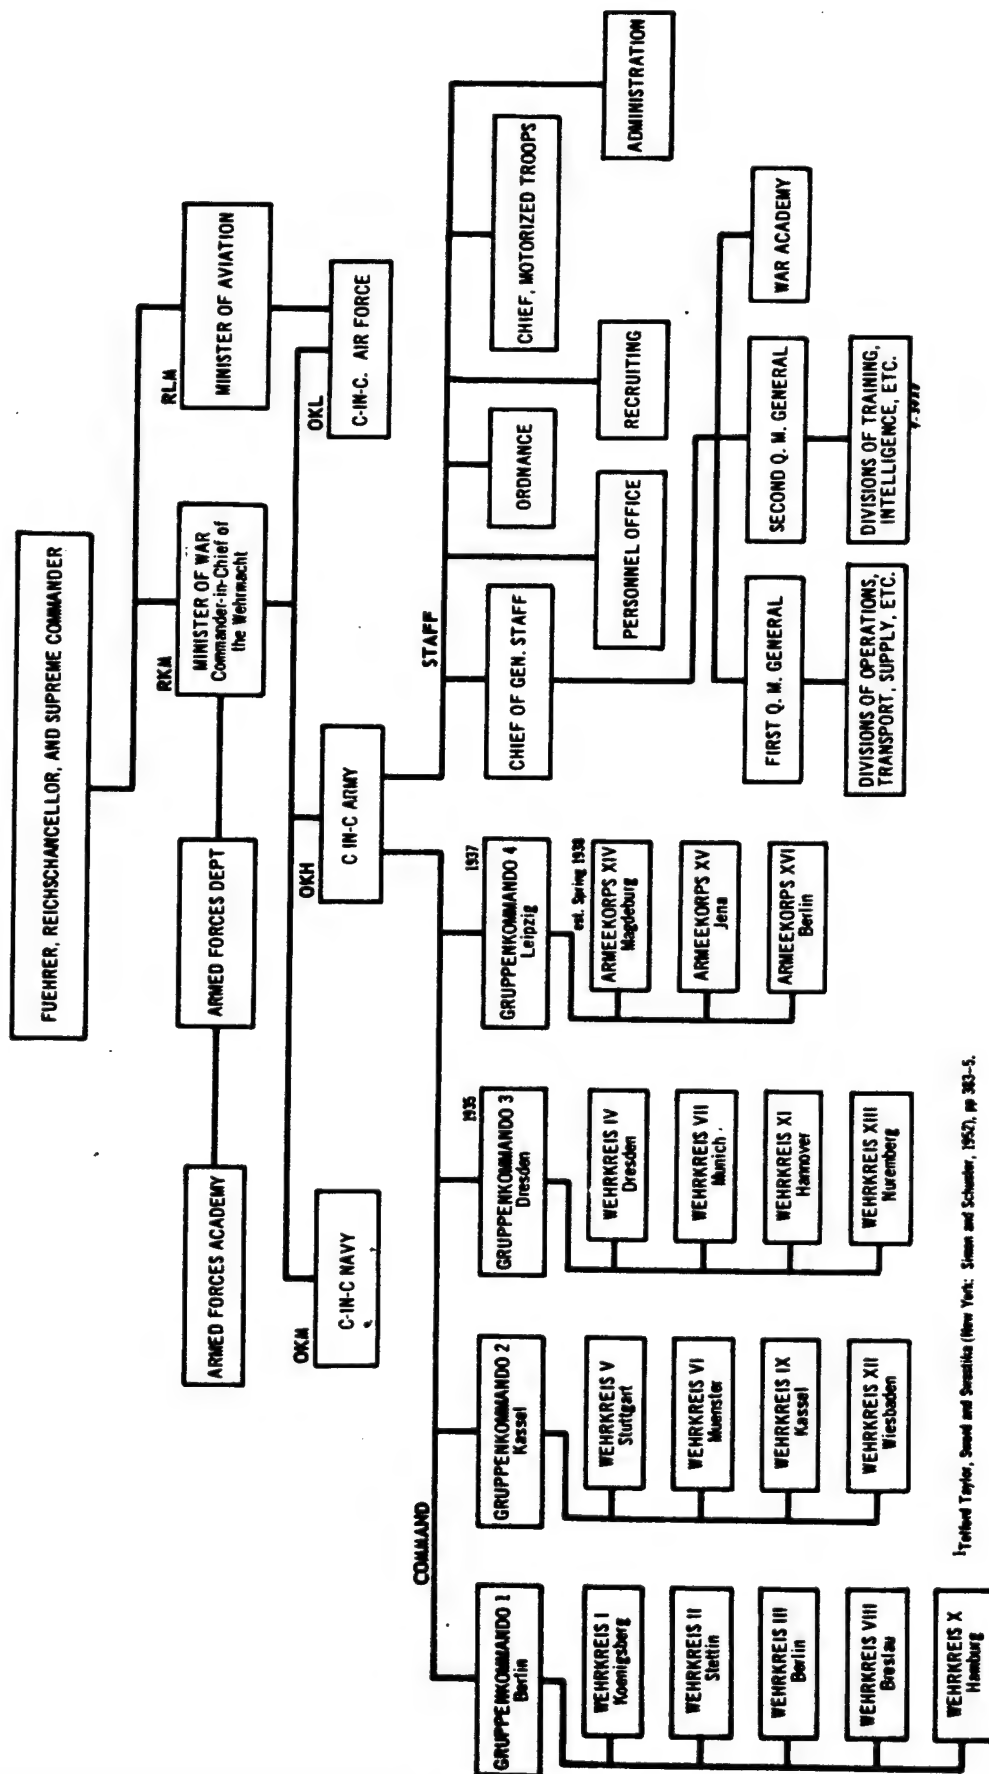 FUEHRER, REICHSCHANCELLOR, AND SUPREME COMMANDER
RKM
RLM
ARMED FORCES ACADEMY
ARMED FORCES DEPT
MINISTER OF WAR
Commander-in-Chief of
the Wehrmacht
MINISTER OF AVIATION
OKM
OKH
OKL
C-IN-C NAVY
C IN-C ARMY
C-IN-C. AIR FORCE
COMMAND
STAFF
GRUPPENKOMMANDO 1
Berlin
WEHRKREIS I
Koenigsberg
WEHRKREIS II
Stettin
WEHRKREIS III
Berlin
WEHRKREIS VIII
Breslau
WEHRKREIS X
Hamburg
GRUPPENKOMMANDO 2
Kassel
WEHRKREIS V
Stuttgart
WEHRKREIS VI
Muenster
WEHRKREIS IX
Kassel
WEHRKREIS XII
Wiesbaden
1935
GRUPPENKOMMANDO 3
Dresden
WEHRKREIS IV
Dresden
WEHRKREIS VII
Munich
WEHRKREIS XI
Hannover
WEHRKREIS XIII
Nuremberg
1937
GRUPPENKOMMANDO 4
Leipzig
est. Spring 1938
ARMEEKORPS XIV
Magdeburg
ARMEEKORPS XV
Jena
ARMEEKORPS XVI
Berlin
CHIEF OF GEN. STAFF
ORDNANCE
CHIEF, MOTORIZED TROOPS
PERSONNEL OFFICE
RECRUITING
ADMINISTRATION
FIRST Q. M. GENERAL
SECOND Q. M. GENERAL
WAR ACADEMY
DIVISIONS OF OPERATIONS,
TRANSPORT, SUPPLY, ETC.
DIVISIONS OF TRAINING,
INTELLIGENCE, ETC.
1Telford Taylor, Sword and Swastika (New York: Simon and Schuster, 1952), pp 383-5.